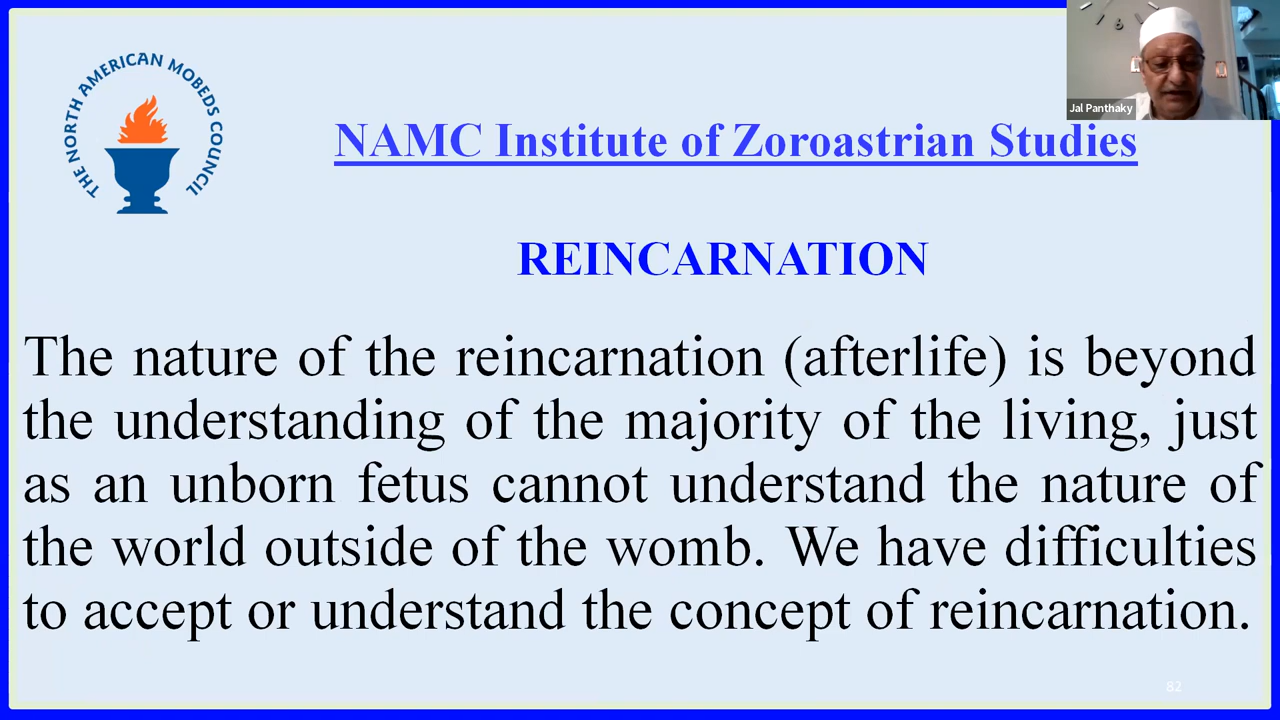 THE NORTH AMERICAN MOBEDS COUNCIL
Jal Panthaky
NAMC Institute of Zoroastrian Studies
REINCARNATION
The nature of the reincarnation (afterlife) is beyond
the understanding of the majority of the living, just
as an unborn fetus cannot understand the nature of
the world outside of the womb. We have difficulties
to accept or understand the concept of reincarnation.
82